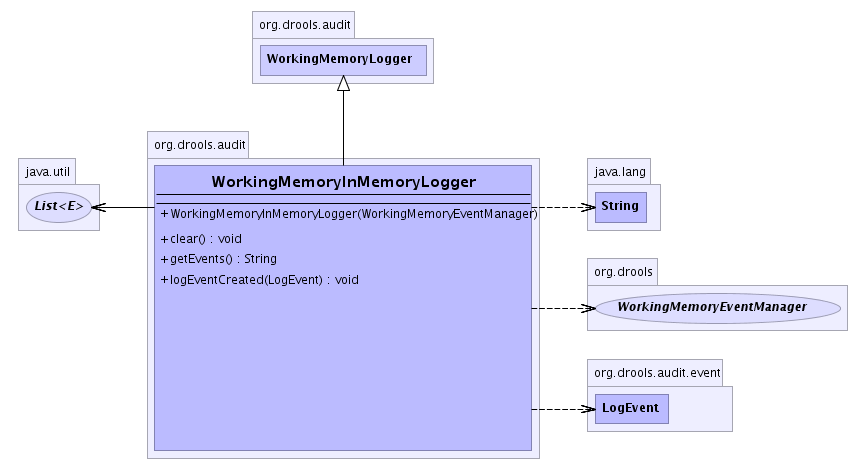 org.drools.audit
WorkingMemoryLogger
org.drools.audit
java.util
List<E>
WorkingMemoryInMemoryLogger
+ WorkingMemoryInMemoryLogger(WorkingMemoryEventManager)
+ clear() : void
+ getEvents() : String
+ logEventCreated(LogEvent) : void
java.lang
String
org.drools
WorkingMemoryEventManager
org.drools.audit.event
LogEvent